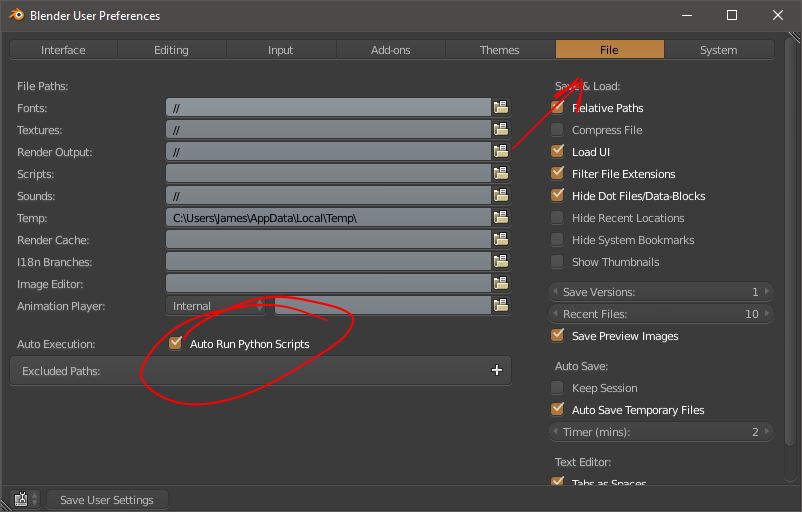 Blender User Preferences
Interface Editing Input Add-ons Themes File System
File Paths:
Fonts: //
Textures: //
Render Output: //
Scripts:
Sounds: //
Temp: C:\Users\James\AppData\Local\Temp\
Render Cache:
I18n Branches:
Image Editor:
Animation Player: Internal
Auto Execution: Auto Run Python Scripts
Excluded Paths:
Save & Load:
Relative Paths
Compress File
Load UI
Filter File Extensions
Hide Dot Files/Data-Blocks
Hide Recent Locations
Hide System Bookmarks
Show Thumbnails
Save Versions: 1
Recent Files: 10
Save Preview Images
Auto Save:
Keep Session
Auto Save Temporary Files
Timer (mins): 2
Text Editor:
Tabs as Spaces
Save User Settings